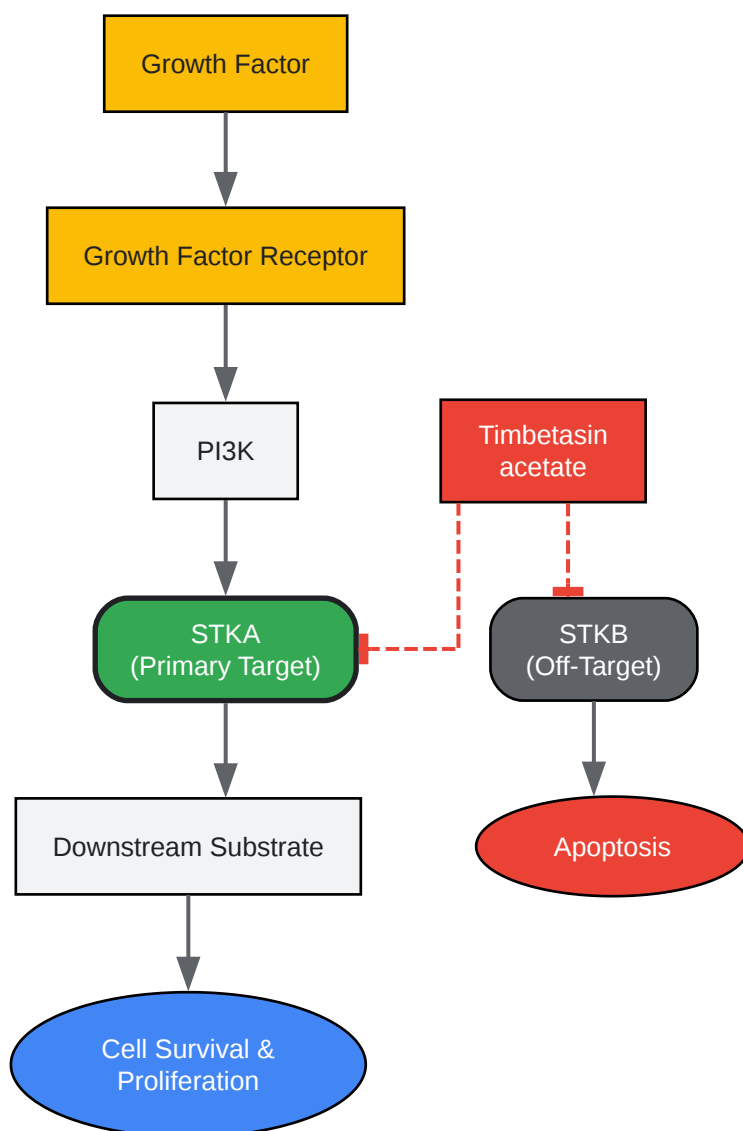 Growth Factor
Growth Factor Receptor
PI3K
Timbetasin
acetate
STKA
(Primary Target)
STKB
(Off-Target)
Downstream Substrate
Apoptosis
Cell Survival &
Proliferation